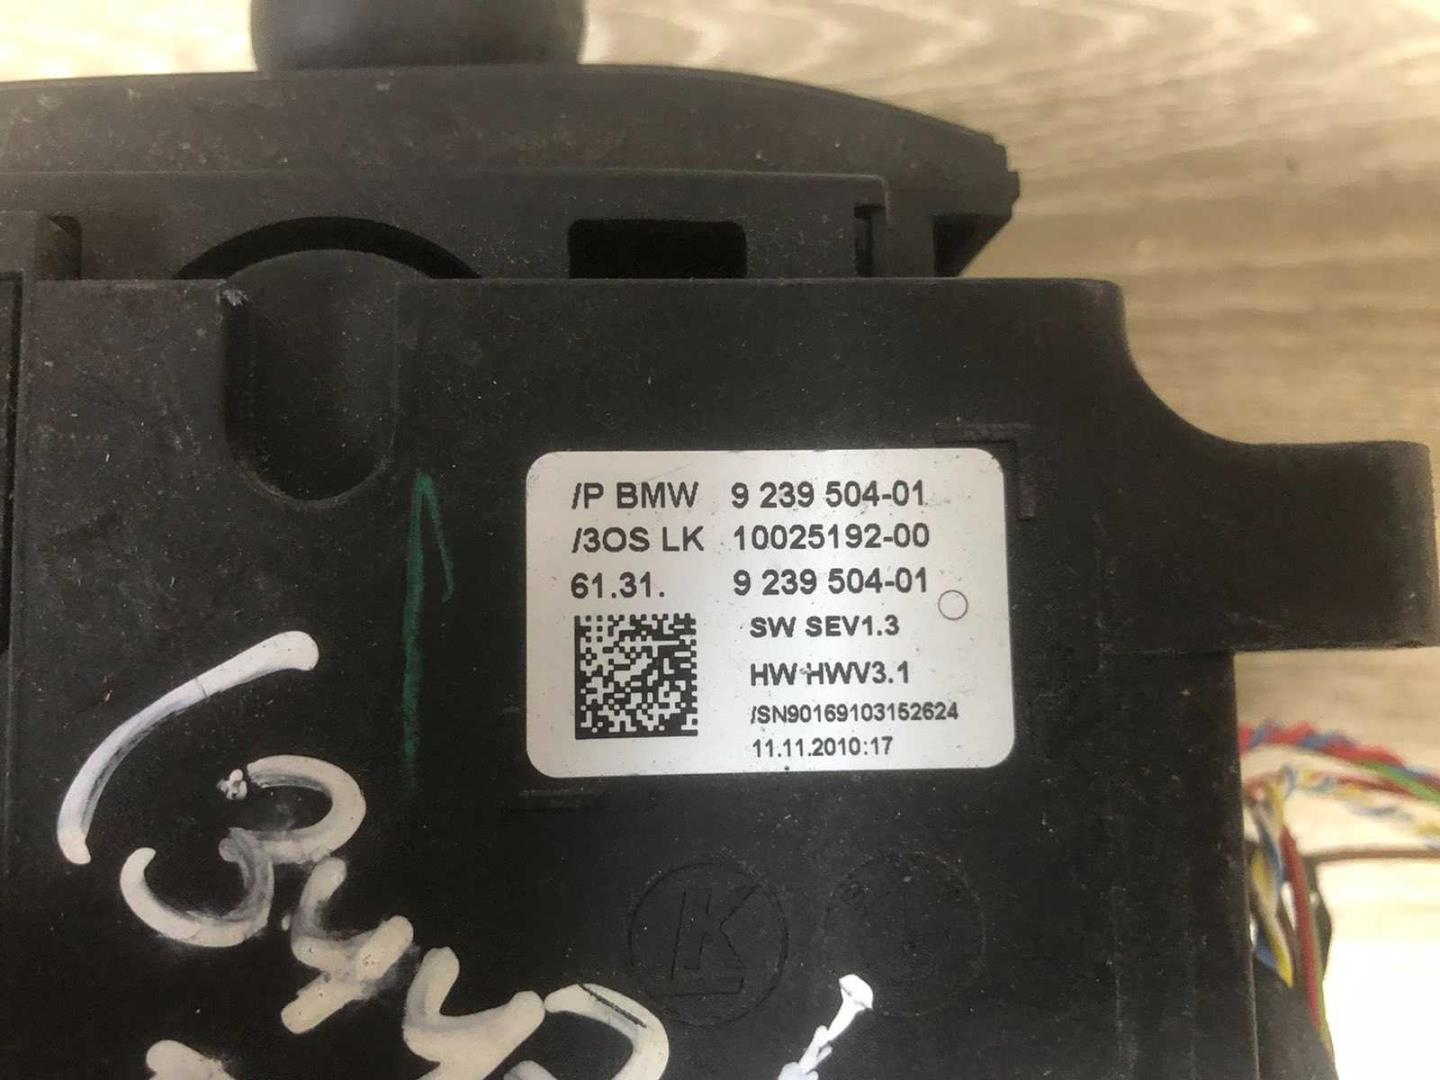 /P BMW 9 239 504-01
/3OS LK 10025192-00
61.31. 9 239 504-01
SW SEV1.3
HW HWV3.1
/SN90169103152624
11.11.2010:17
LK